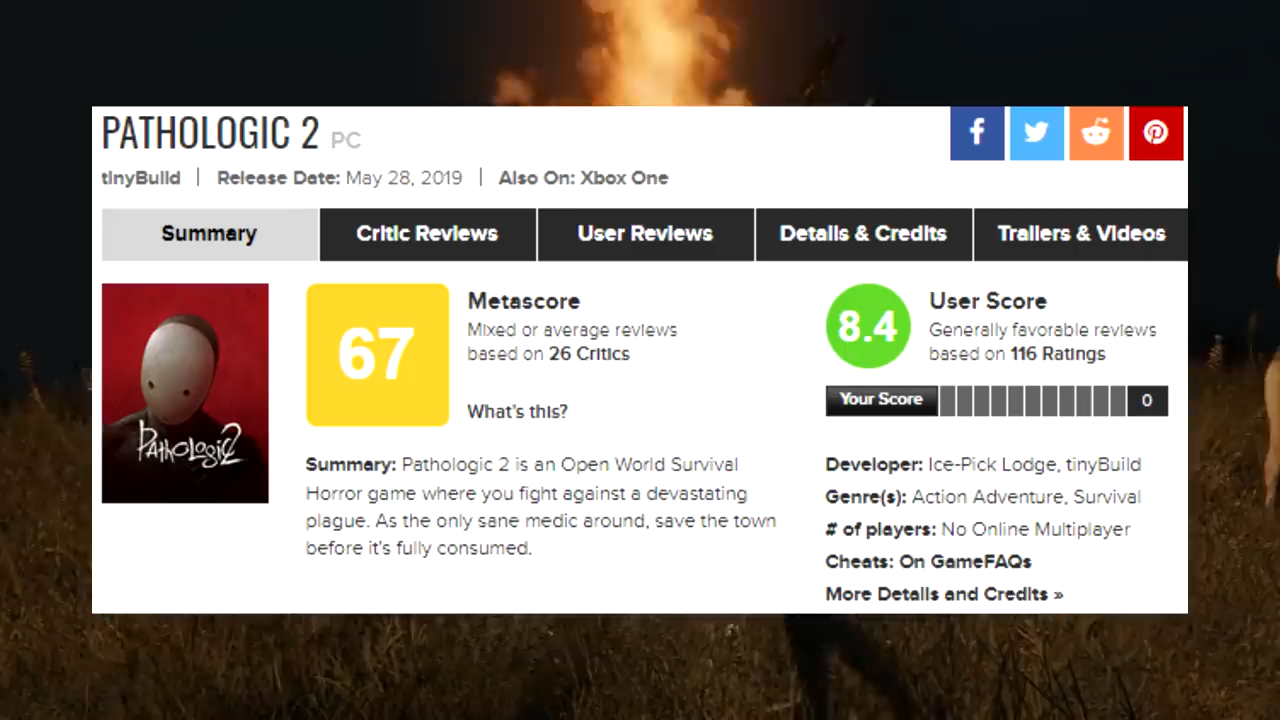 PATHOLOGIC 2 PC
tinyBuild | Release Date: May 28, 2019 | Also On: Xbox One
Summary Critic Reviews User Reviews Details & Credits Trailers & Videos
Pathologic 2
67
Metascore
Mixed or average reviews
based on 26 Critics
What's this?
8.4
User Score
Generally favorable reviews
based on 116 Ratings
Your Score 0
Summary: Pathologic 2 is an Open World Survival
Horror game where you fight against a devastating
plague. As the only sane medic around, save the town
before it's fully consumed.
Developer: Ice-Pick Lodge, tinyBuild
Genre(s): Action Adventure, Survival
# of players: No Online Multiplayer
Cheats: On GameFAQs
More Details and Credits »